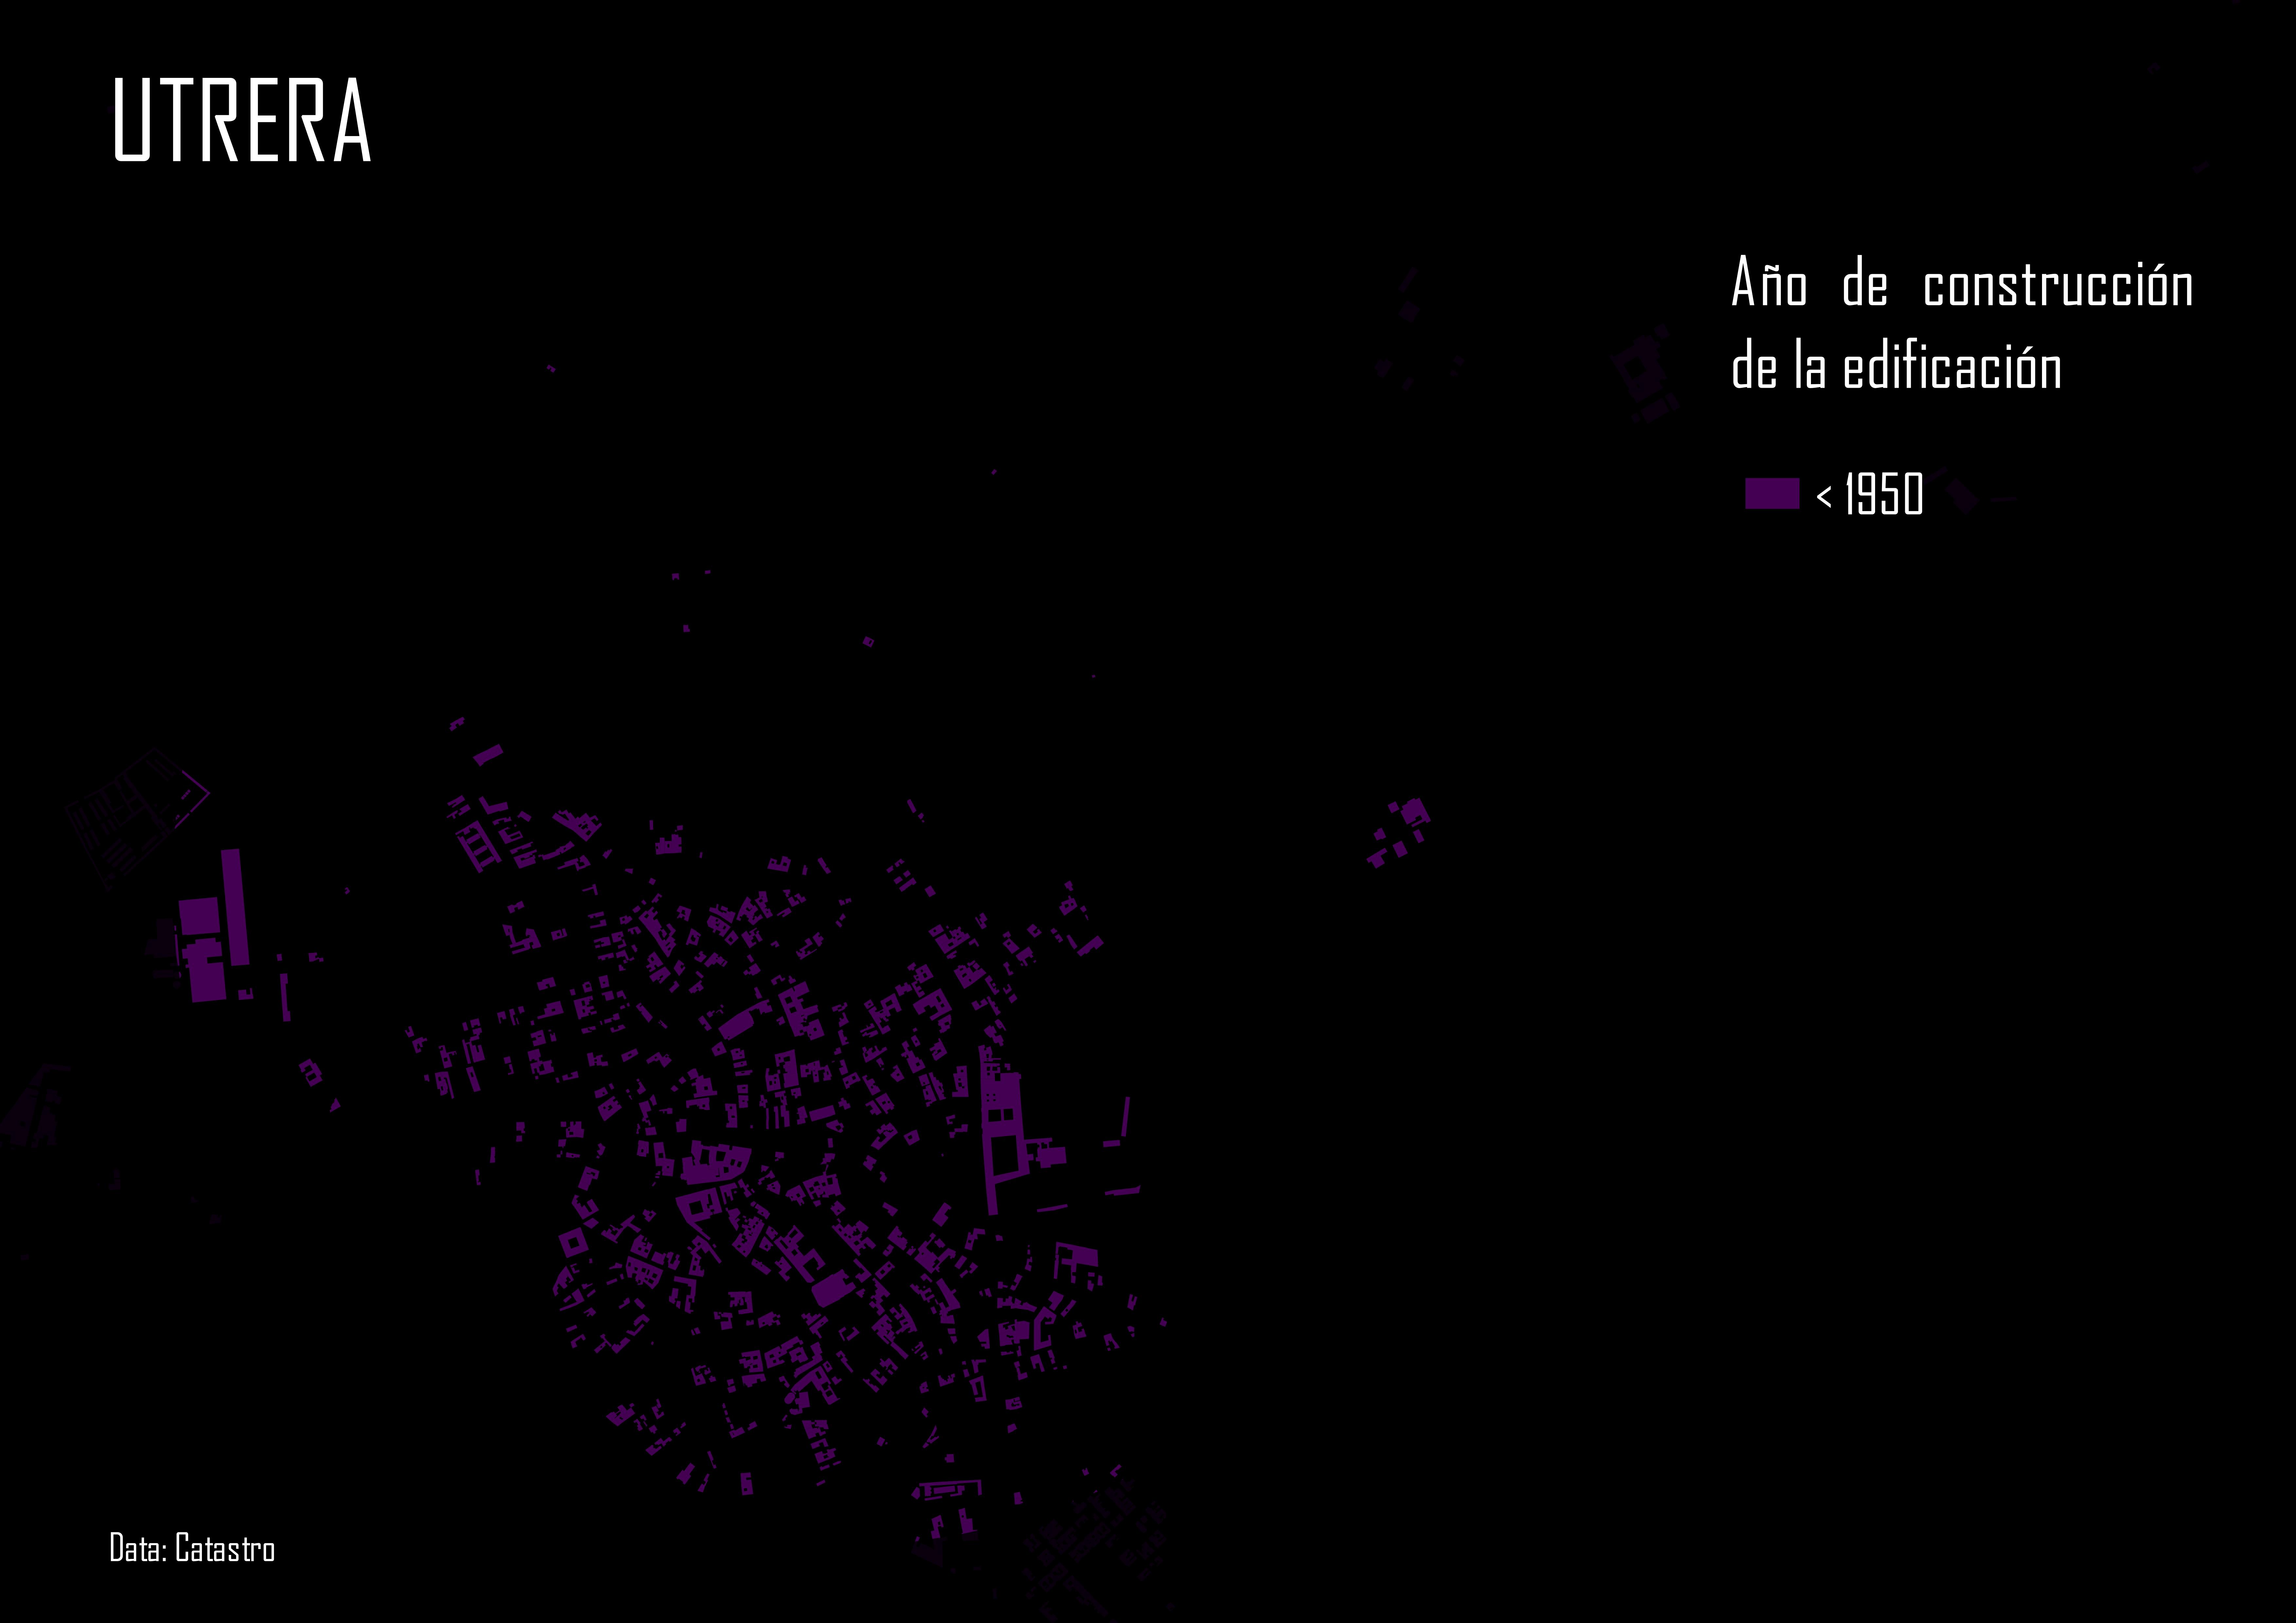 UTRERA
Año de construcción
de la edificación
< 1950
Data: Catastro